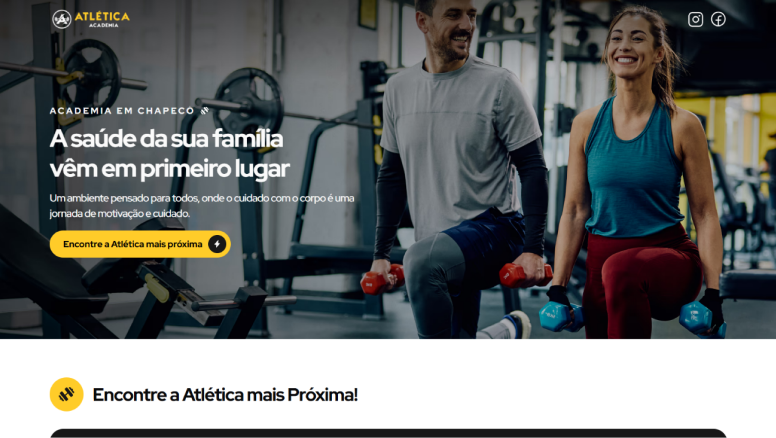 ATLÉTICA
ACADEMIA
ACADEMIA EM CHAPECÓ
A saúde da sua família
vêm em primeiro lugar
Um ambiente pensado para todos, onde o cuidado com o corpo é uma
jornada de motivação e cuidado.
Encontre a Atlética mais próxima
Encontre a Atlética mais Próxima!